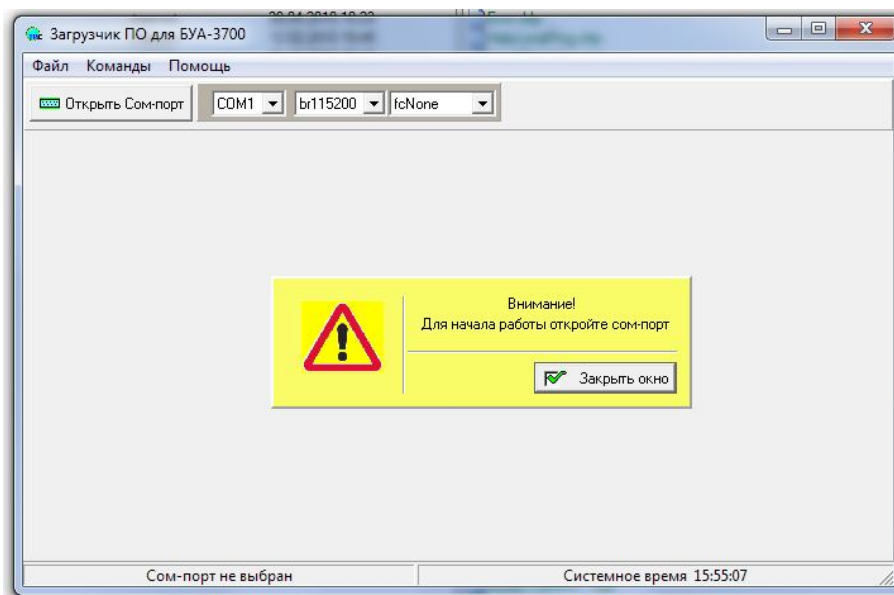 Загрузчик ПО для БУА-3700
Файл Команды Помощь
Открыть Сом-порт COM1 br115200 fcNone
Внимание!
Для начала работы откройте сом-порт
Закрыть окно
Сом-порт не выбран Системное время 15:55:07